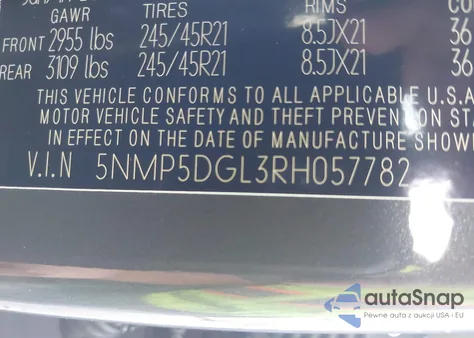 GAWR TIRES RIMS
FRONT 2955 lbs 245/45R21 8.5JX21 36
REAR 3109 lbs 245/45R21 8.5JX21 36
THIS VEHICLE CONFORMS TO ALL APPLICABLE U.S.A
MOTOR VEHICLE SAFETY AND THEFT PREVENTION STA
IN EFFECT ON THE DATE OF MANUFACTURE SHOW
V.I.N 5NMP5DGL3RH057782
autoSnap
Pewne auta z aukcji USA i EU